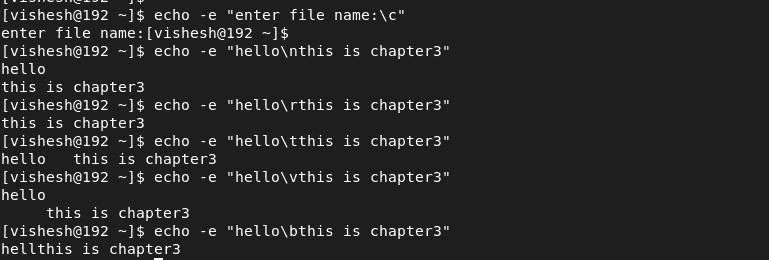 [vishesh@192 ~]$ echo -e "enter file name:\c"
enter file name:[vishesh@192 ~]$
[vishesh@192 ~]$ echo -e "hello\nthis is chapter3"
hello
this is chapter3
[vishesh@192 ~]$ echo -e "hello\rthis is chapter3"
this is chapter3
[vishesh@192 ~]$ echo -e "hello\tthis is chapter3"
hello   this is chapter3
[vishesh@192 ~]$ echo -e "hello\vthis is chapter3"
hello
     this is chapter3
[vishesh@192 ~]$ echo -e "hello\bthis is chapter3"
hellthis is chapter3